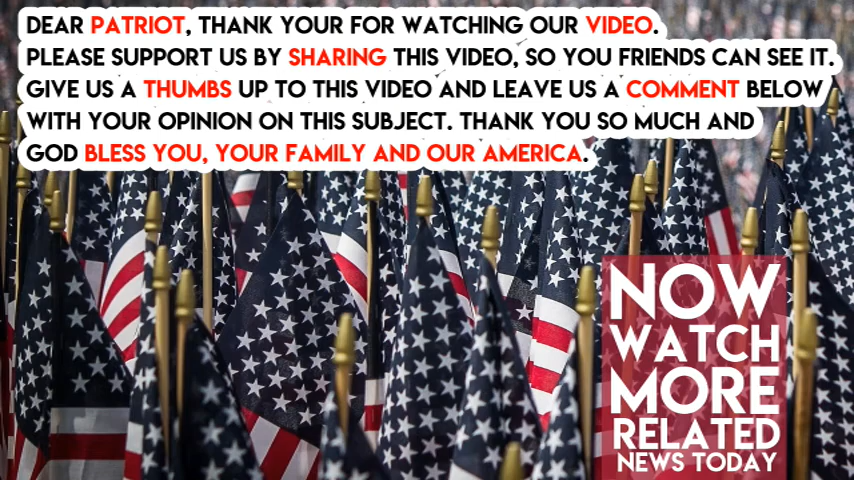 DEAR PATRIOT, THANK YOUR FOR WATCHING OUR VIDEO.
PLEASE SUPPORT US BY SHARING THIS VIDEO, SO YOU FRIENDS CAN SEE IT.
GIVE US A THUMBS UP TO THIS VIDEO AND LEAVE US A COMMENT BELOW
WITH YOUR OPINION ON THIS SUBJECT. THANK YOU SO MUCH AND
GOD BLESS YOU, YOUR FAMILY AND OUR AMERICA.
NOW
WATCH
MORE
RELATED
NEWS TODAY